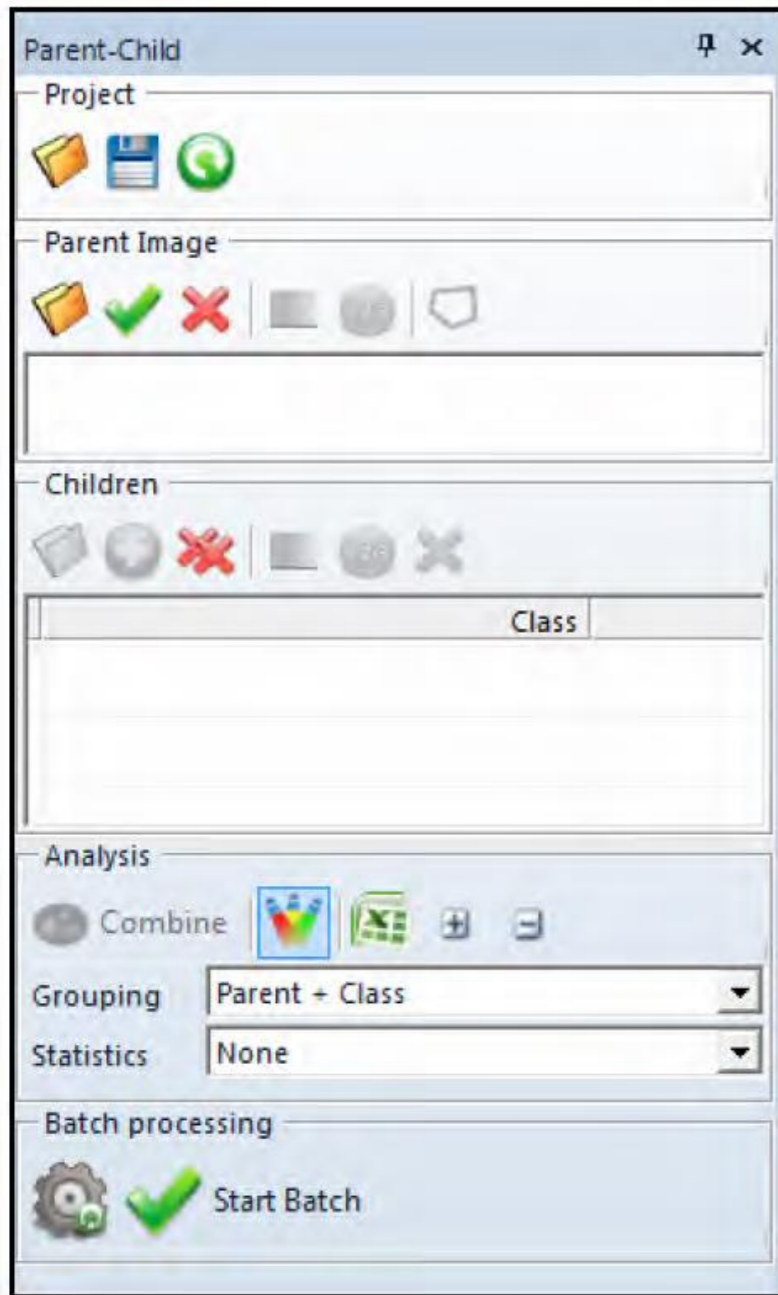 Parent-Child
Project
Parent Image
Children
Class
Analysis
Combine
Grouping Parent + Class
Statistics None
Batch processing
Start Batch